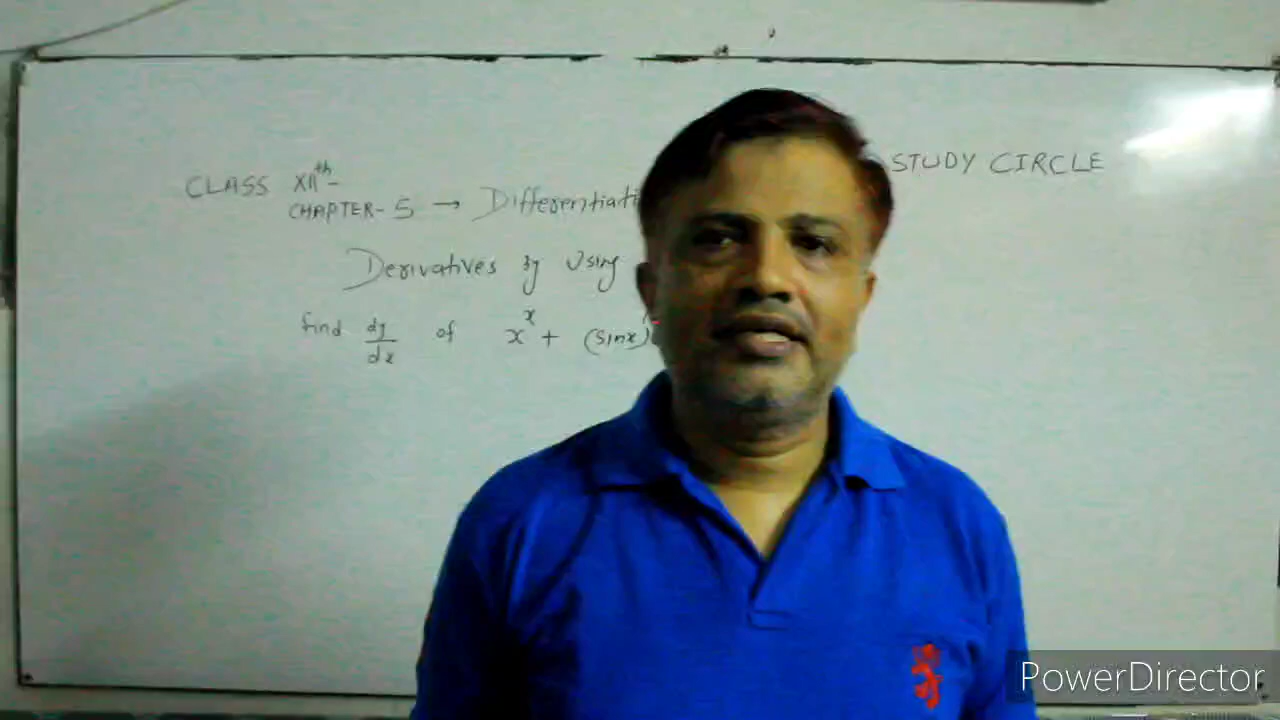 STUDY CIRCLE
CLASS XIIth-
CHAPTER-5 → Differentiati
Derivatives by Using
find dy/dx of x^x + (sinx)
PowerDirector